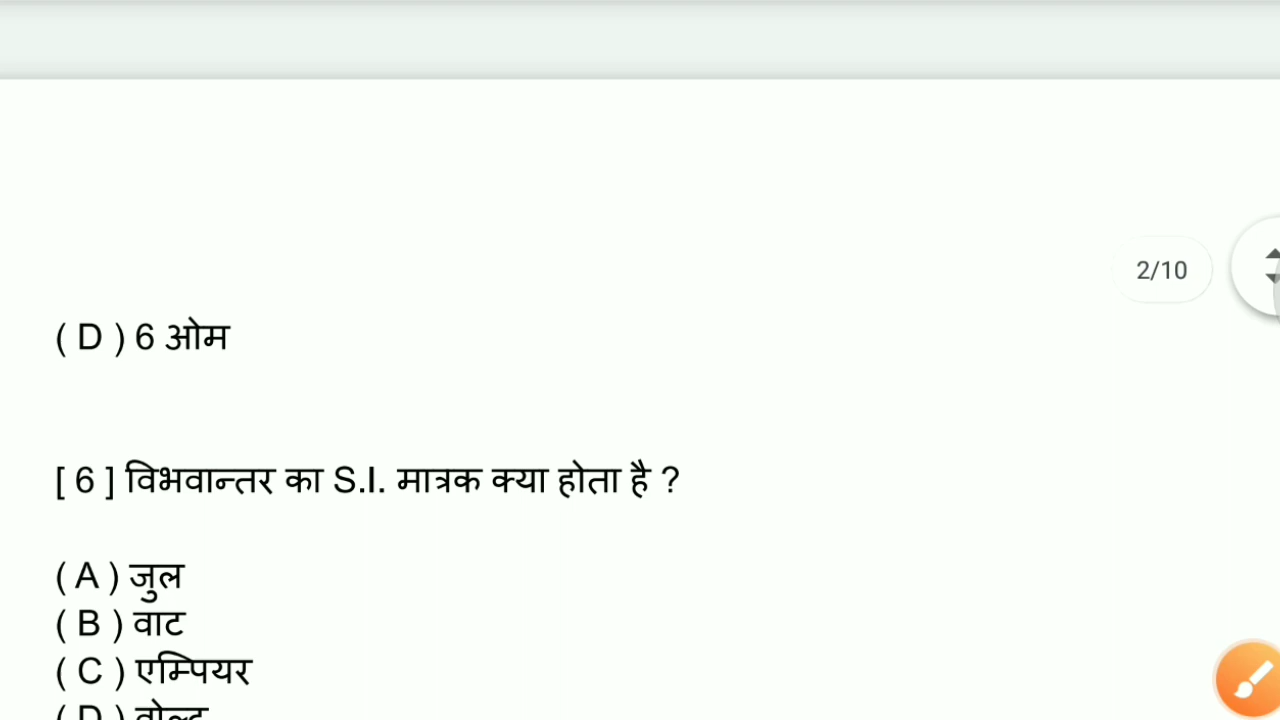 2/10
( D ) 6 ओम
[ 6 ] विभवान्तर का S.I. मात्रक क्या होता है ?
( A ) जुल
( B ) वाट
( C ) एम्पियर
( D ) वोल्ट